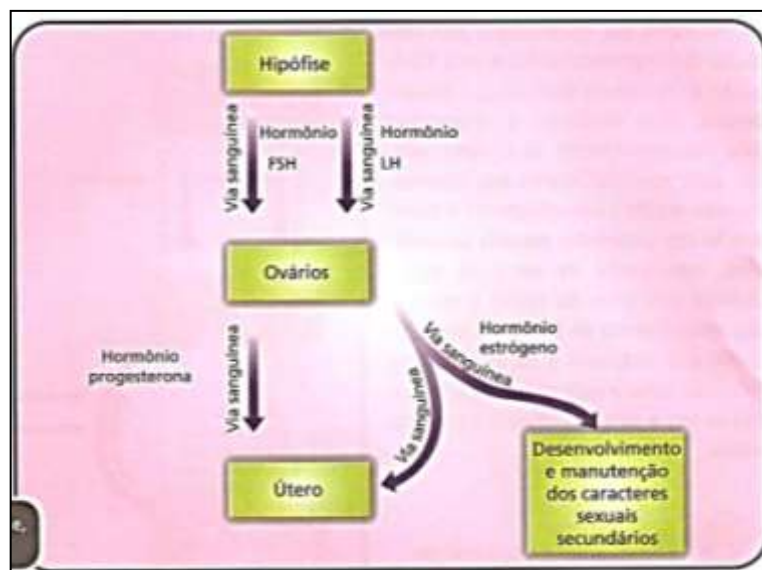 Hipófise
Via sanguínea
Hormônio
FSH
Hormônio
LH
Via sanguínea
Ovários
Hormônio
progesterona
Via sanguínea
Via sanguínea
Via sanguínea
Hormônio
estrógeno
Útero
Desenvolvimento
e manutenção
dos caracteres
sexuais
secundários
e.